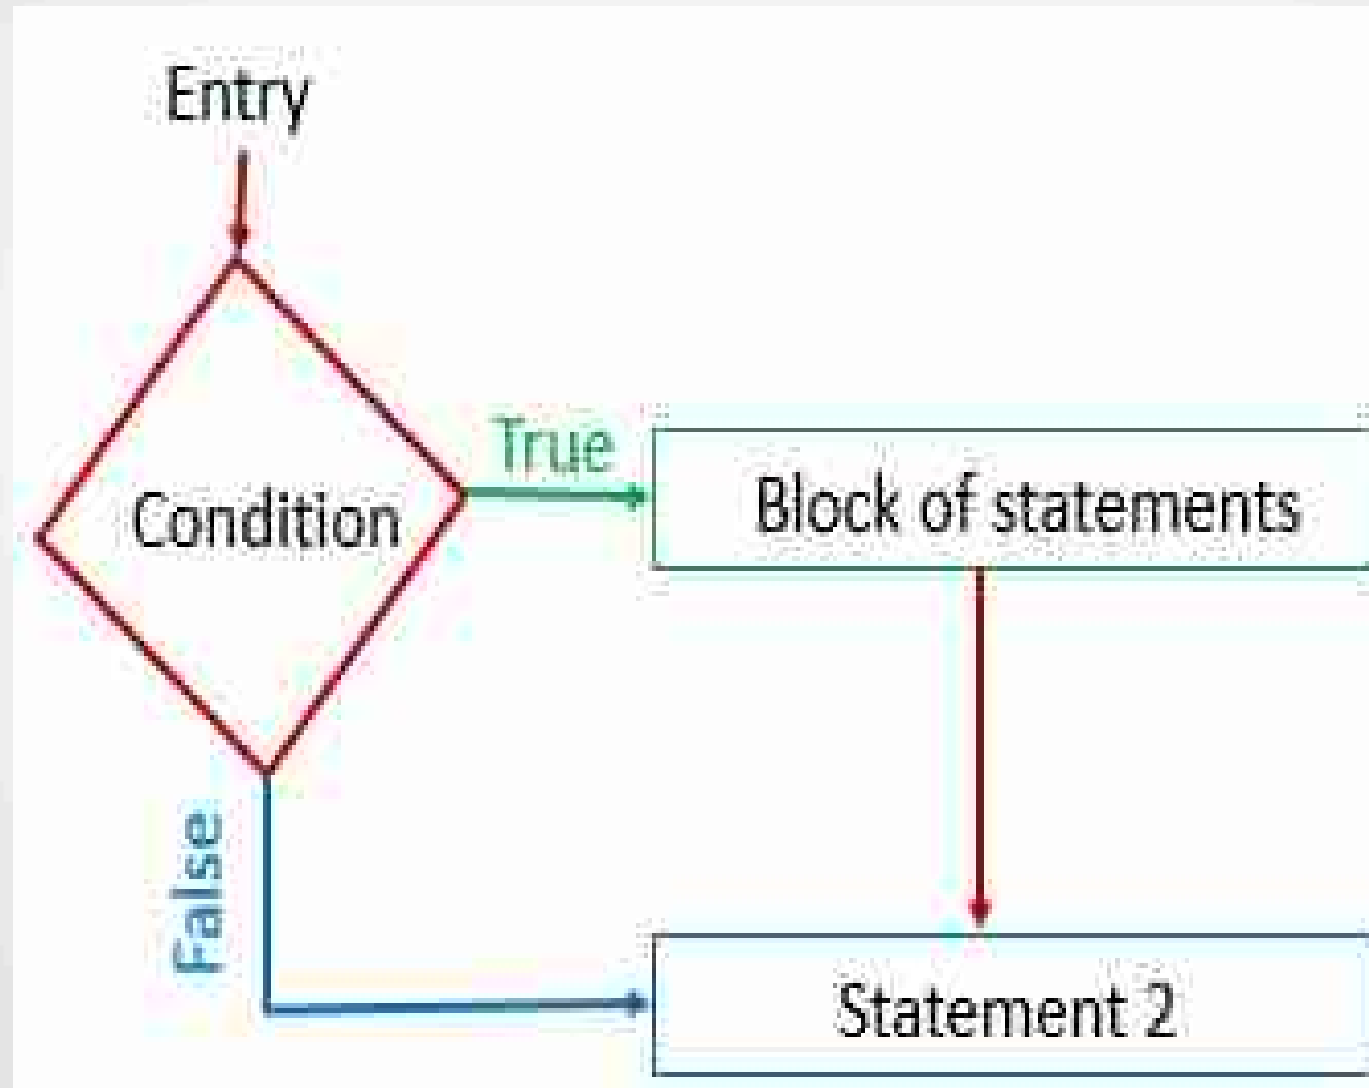 Entry
True
Condition
Block of statements
False
Statement 2